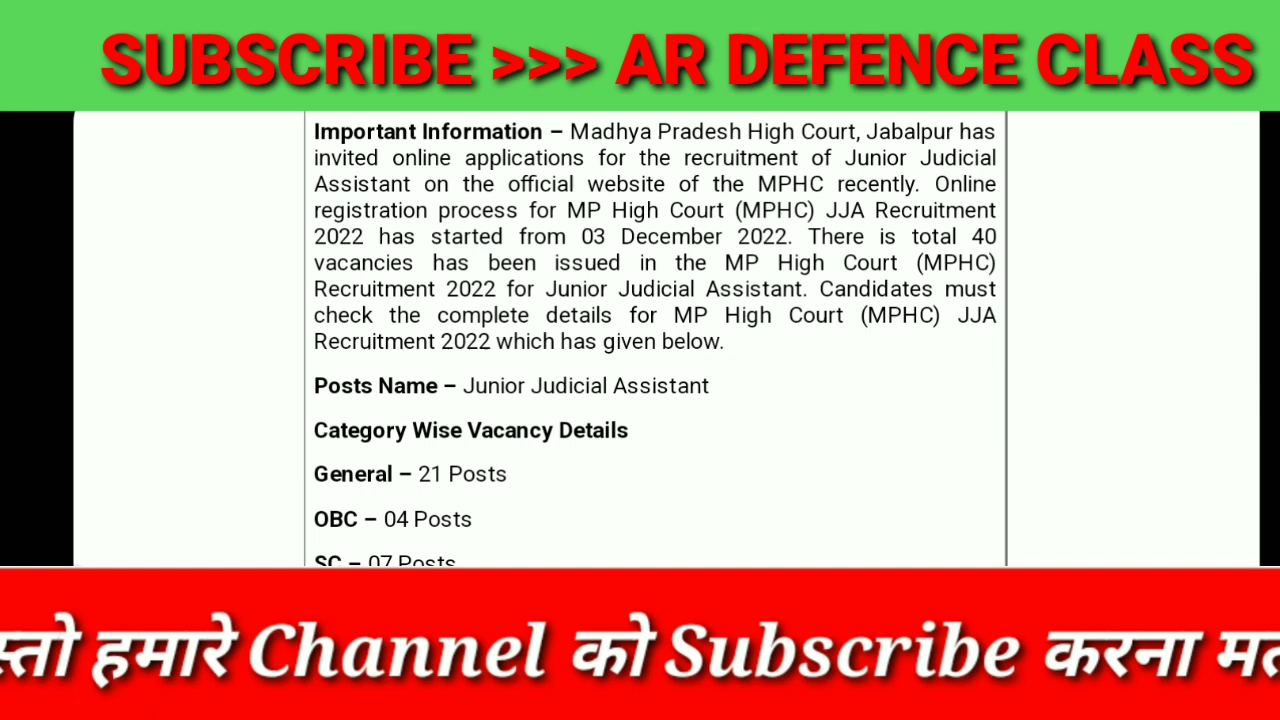 SUBSCRIBE >>> AR DEFENCE CLASS
Important Information – Madhya Pradesh High Court, Jabalpur has
invited online applications for the recruitment of Junior Judicial
Assistant on the official website of the MPHC recently. Online
registration process for MP High Court (MPHC) JJA Recruitment
2022 has started from 03 December 2022. There is total 40
vacancies has been issued in the MP High Court (MPHC)
Recruitment 2022 for Junior Judicial Assistant. Candidates must
check the complete details for MP High Court (MPHC) JJA
Recruitment 2022 which has given below.
Posts Name – Junior Judicial Assistant
Category Wise Vacancy Details
General – 21 Posts
OBC – 04 Posts
SC – 07 Posts
स्तो हमारे Channel को Subscribe करना मत